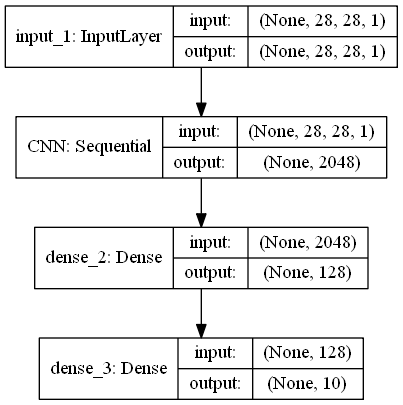 input_1: InputLayer
input: (None, 28, 28, 1)
output: (None, 28, 28, 1)
CNN: Sequential
input: (None, 28, 28, 1)
output: (None, 2048)
dense_2: Dense
input: (None, 2048)
output: (None, 128)
dense_3: Dense
input: (None, 128)
output: (None, 10)